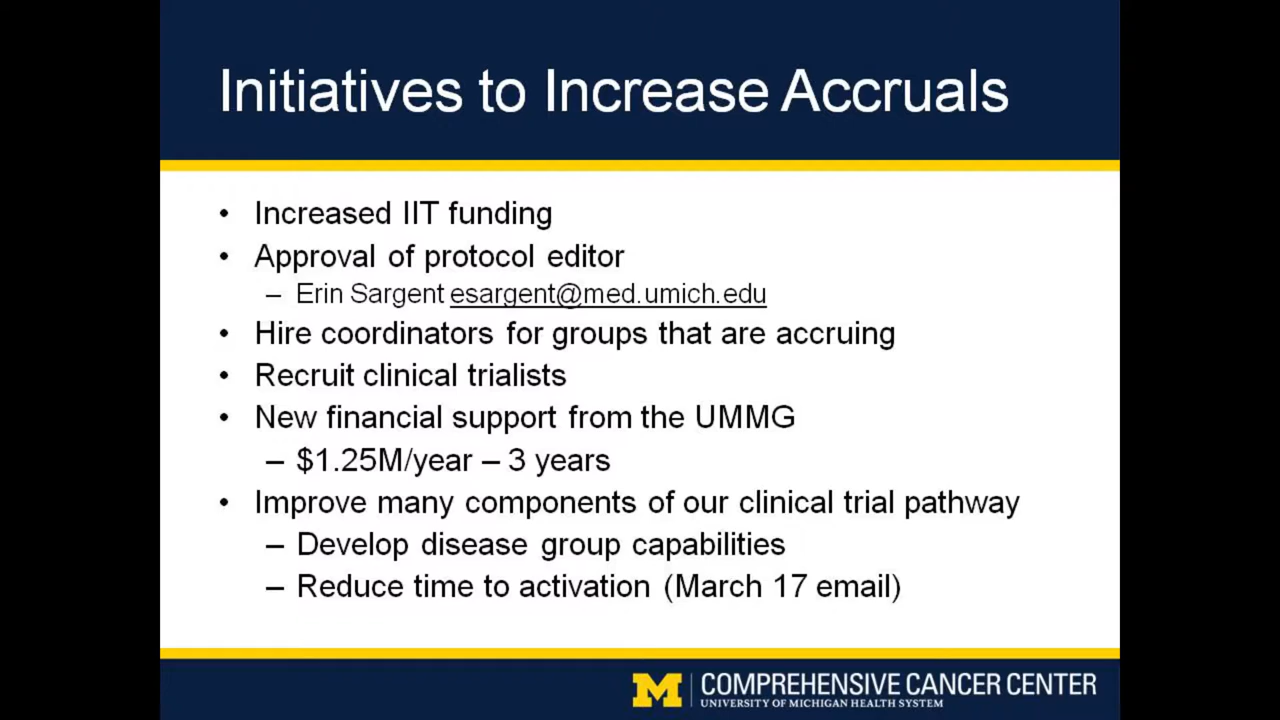 Initiatives to Increase Accruals
• Increased IIT funding
• Approval of protocol editor
– Erin Sargent esargent@med.umich.edu
• Hire coordinators for groups that are accruing
• Recruit clinical trialists
• New financial support from the UMMG
– $1.25M/year – 3 years
• Improve many components of our clinical trial pathway
– Develop disease group capabilities
– Reduce time to activation (March 17 email)
M COMPREHENSIVE CANCER CENTER
UNIVERSITY OF MICHIGAN HEALTH SYSTEM